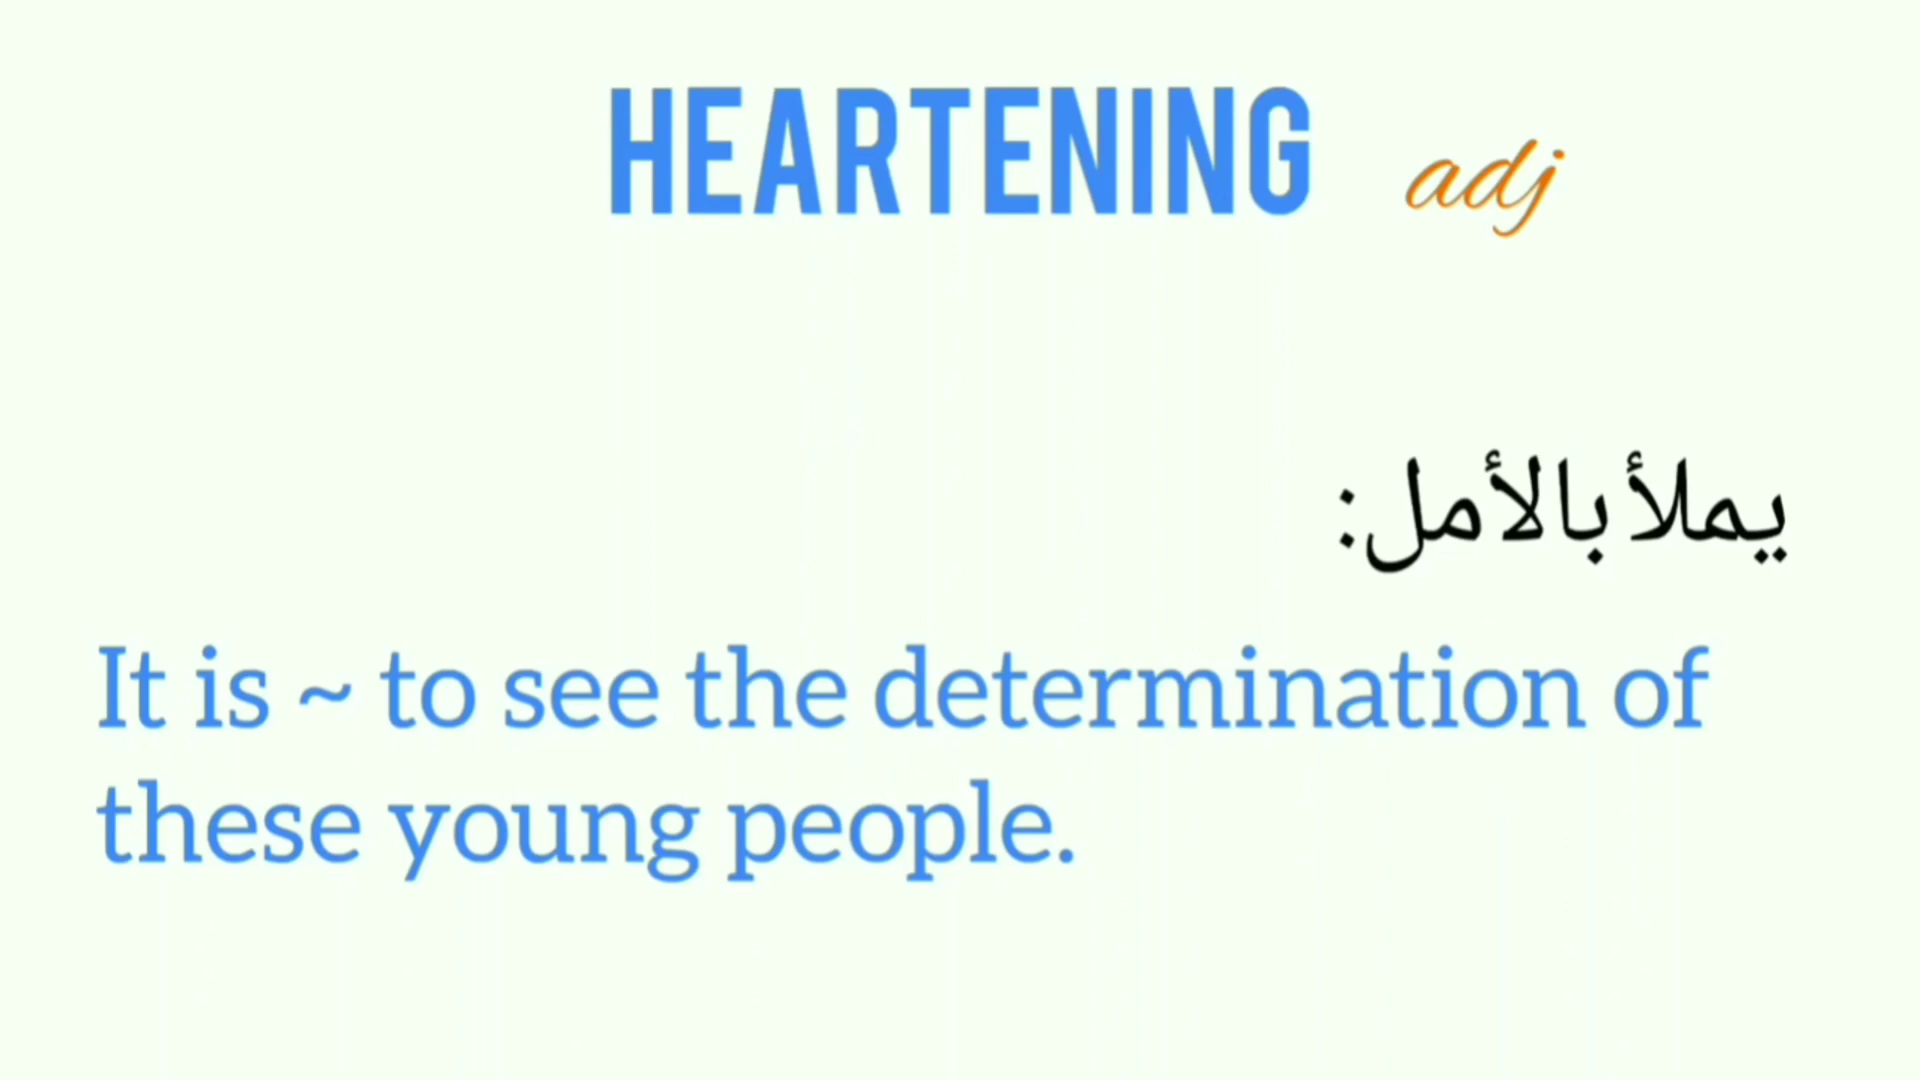 HEARTENING adj
يملأ بالأمل:
It is ~ to see the determination of
these young people.